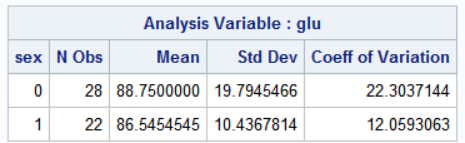 Analysis Variable : glu
sex N Obs Mean Std Dev Coeff of Variation
0 28 88.7500000 19.7945466 22.3037144
1 22 86.5454545 10.4367814 12.0593063